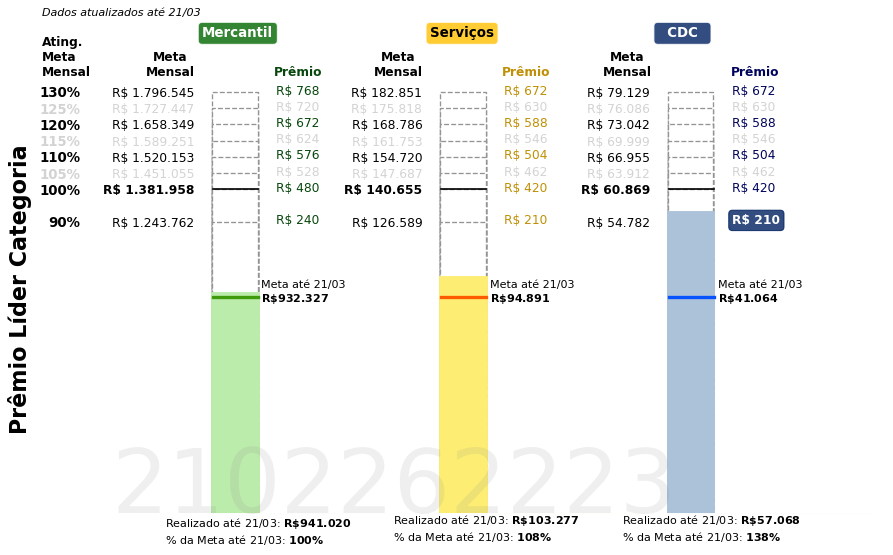 Dados atualizados até 21/03
Mercantil Serviços CDC
Ating.
Meta Meta Meta Meta
Mensal Mensal Prêmio Mensal Prêmio Mensal Prêmio
130% R$ 1.796.545 R$ 768 R$ 182.851 R$ 672 R$ 79.129 R$ 672
125% R$ 1.727.447 R$ 720 R$ 175.818 R$ 630 R$ 76.086 R$ 630
120% R$ 1.658.349 R$ 672 R$ 168.786 R$ 588 R$ 73.042 R$ 588
115% R$ 1.589.251 R$ 624 R$ 161.753 R$ 546 R$ 69.999 R$ 546
110% R$ 1.520.153 R$ 576 R$ 154.720 R$ 504 R$ 66.955 R$ 504
105% R$ 1.451.055 R$ 528 R$ 147.687 R$ 462 R$ 63.912 R$ 462
100% R$ 1.381.958 R$ 480 R$ 140.655 R$ 420 R$ 60.869 R$ 420
90% R$ 1.243.762 R$ 240 R$ 126.589 R$ 210 R$ 54.782 R$ 210
Meta até 21/03 Meta até 21/03 Meta até 21/03
R$932.327 R$94.891 R$41.064
Prêmio Líder Categoria
2102262223
Realizado até 21/03: R$941.020 Realizado até 21/03: R$103.277 Realizado até 21/03: R$57.068
% da Meta até 21/03: 100% % da Meta até 21/03: 108% % da Meta até 21/03: 138%